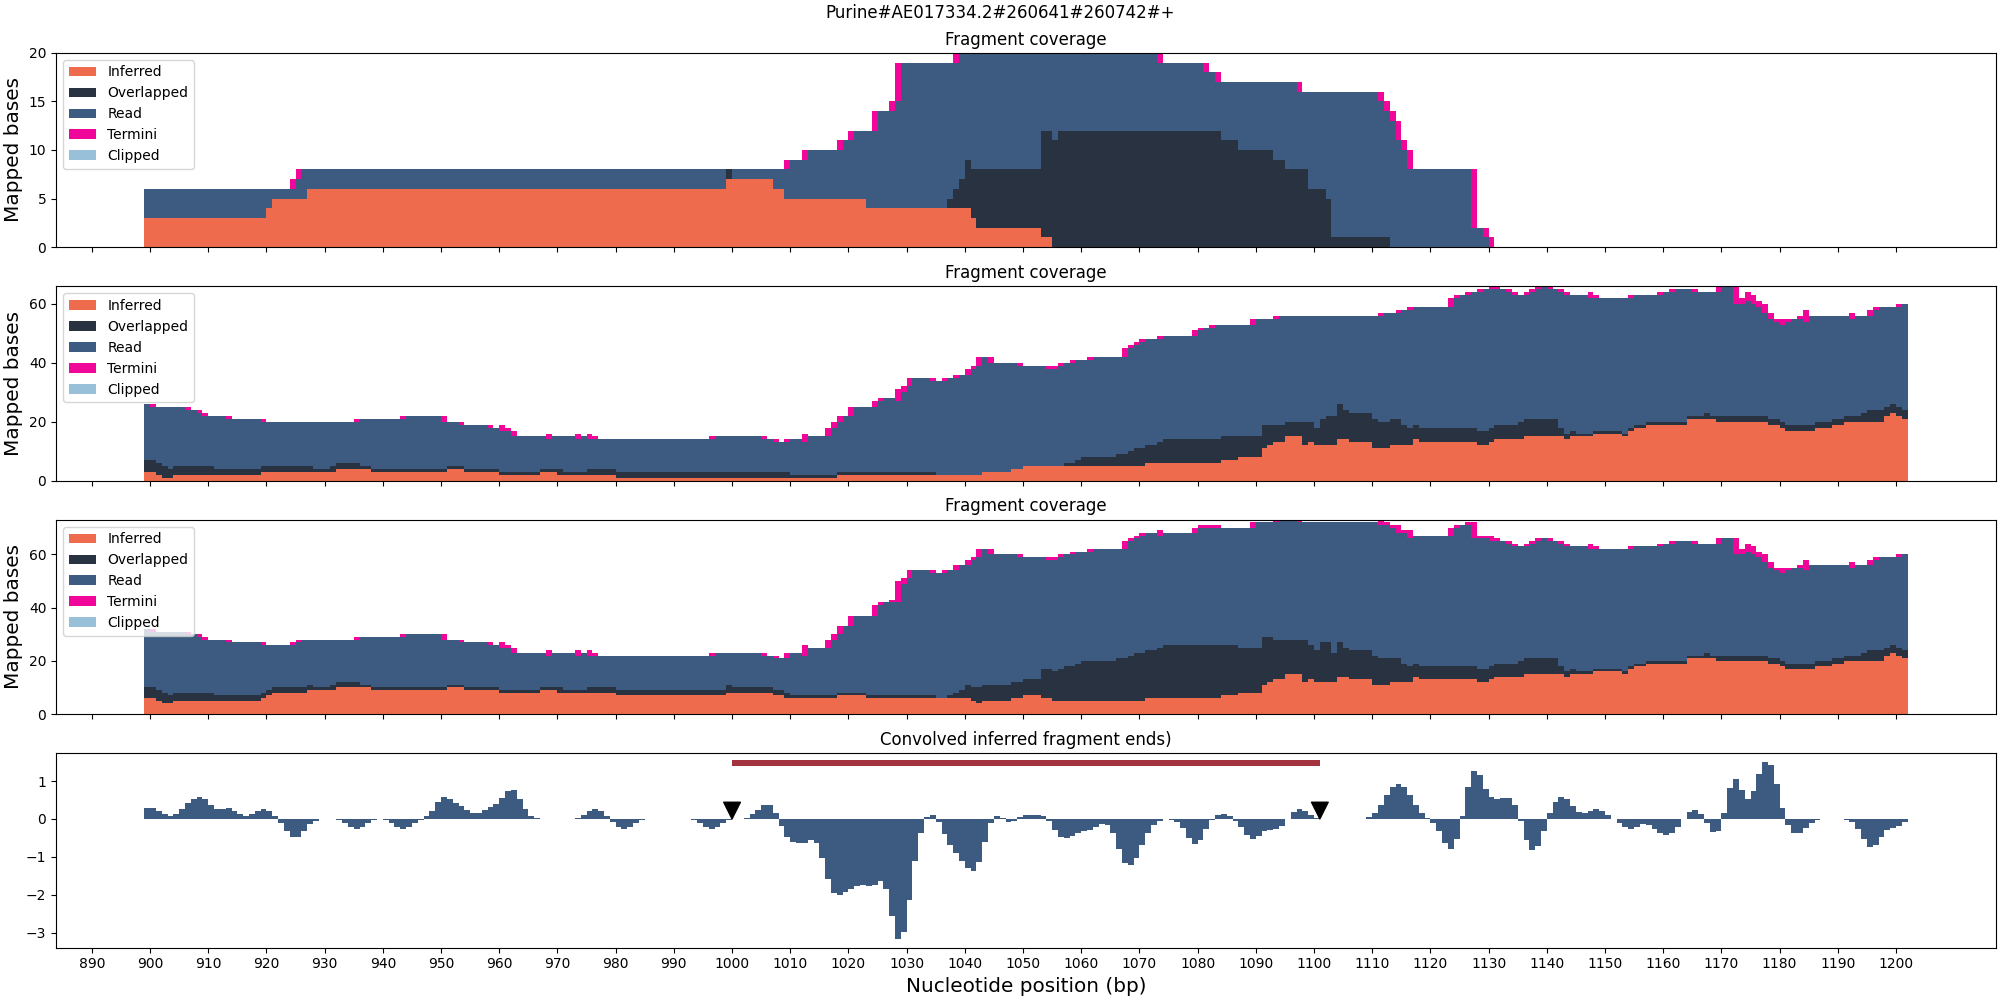 Purine#AE017334.2#260641#260742#+
Fragment coverage
Mapped bases
20
15
10
5
0
Inferred
Overlapped
Read
Termini
Clipped
Fragment coverage
Mapped bases
60
40
20
0
Inferred
Overlapped
Read
Termini
Clipped
Fragment coverage
Mapped bases
60
40
20
0
Inferred
Overlapped
Read
Termini
Clipped
Convolved inferred fragment ends)
1
0
−1
−2
−3
890 900 910 920 930 940 950 960 970 980 990 1000 1010 1020 1030 1040 1050 1060 1070 1080 1090 1100 1110 1120 1130 1140 1150 1160 1170 1180 1190 1200
Nucleotide position (bp)